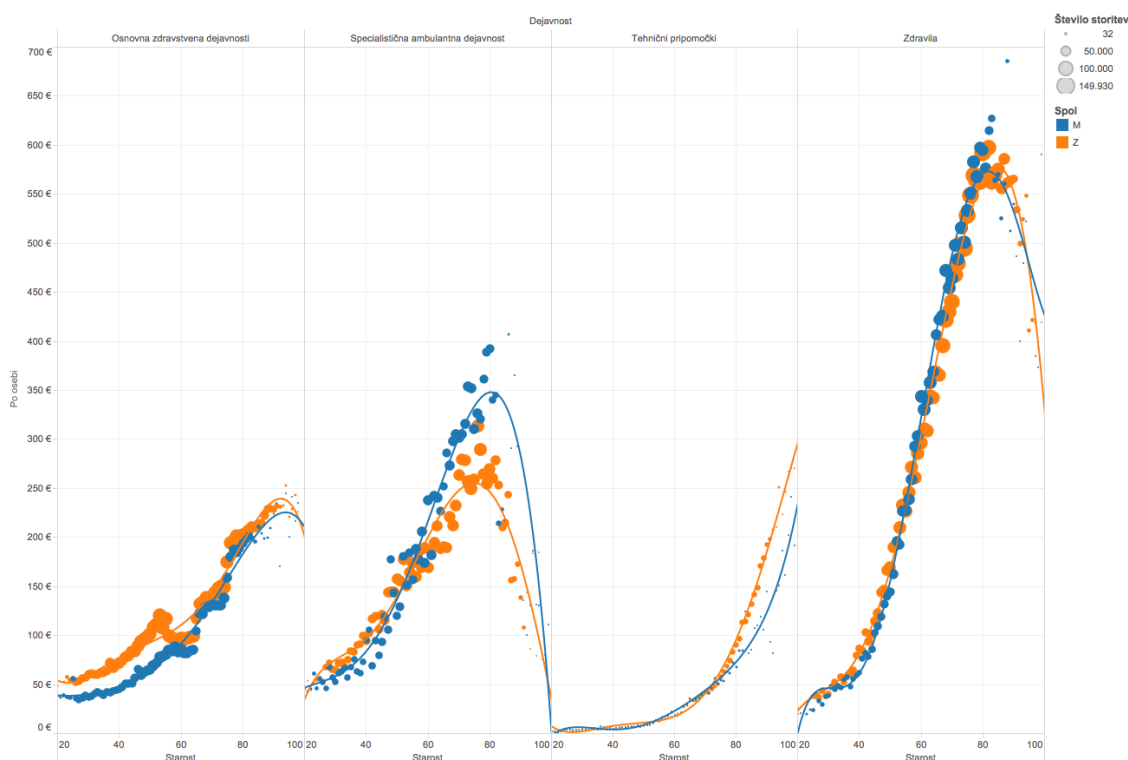 Dejavnost
Osnovna zdravstvena dejavnosti
Specialistična ambulantna dejavnost
Tehnični pripomočki
Zdravila
700 €
650 €
600 €
550 €
500 €
450 €
400 €
350 €
300 €
250 €
200 €
150 €
100 €
50 €
0 €
Po osebi
20 40 60 80 100
20 40 60 80 100
20 40 60 80 100
20 40 60 80 100
Starost
Starost
Starost
Starost
Število storitev
32
50.000
100.000
149.930
Spol
M
Z